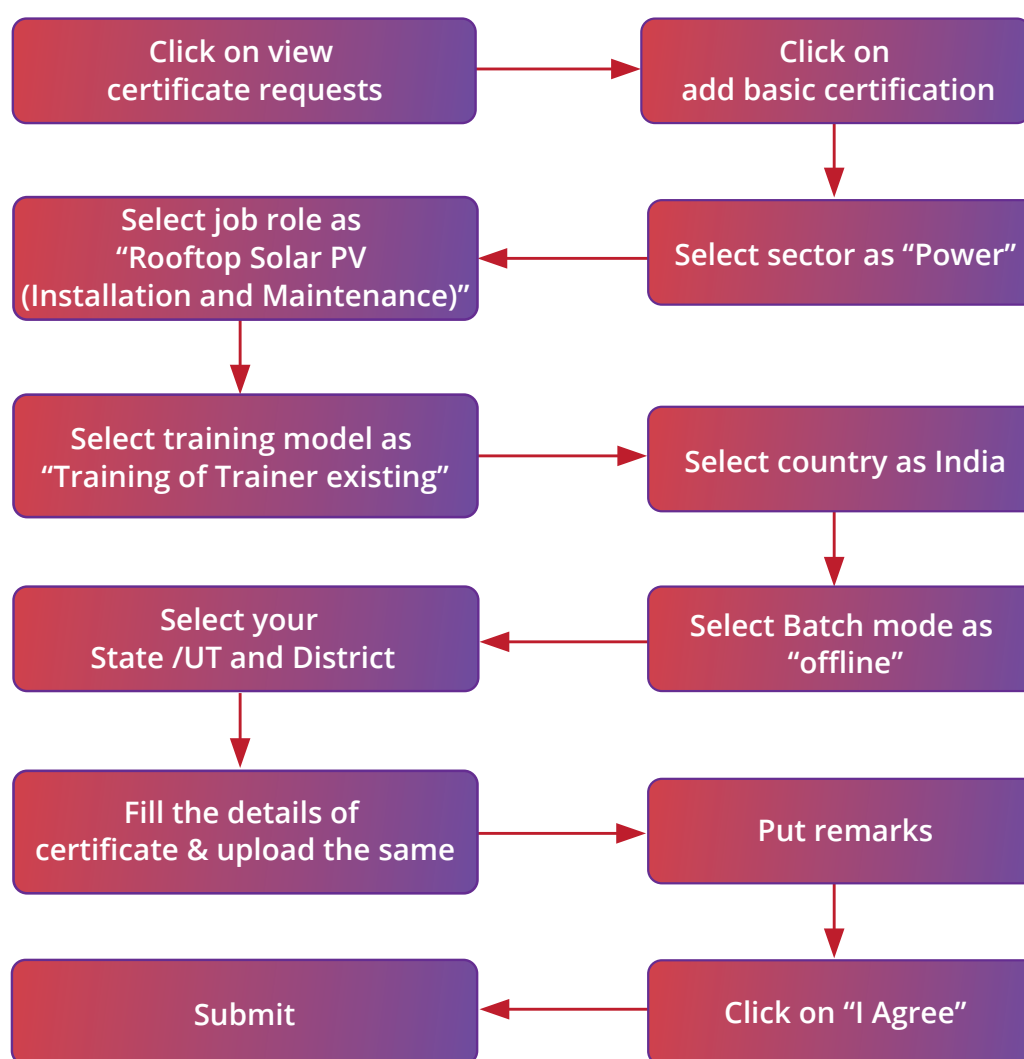 Click on view
certificate requests
Click on
add basic certification
Select sector as “Power”
Select job role as
“Rooftop Solar PV
(Installation and Maintenance)”
Select training model as
“Training of Trainer existing”
Select country as India
Select Batch mode as
“offline”
Select your
State /UT and District
Fill the details of
certificate & upload the same
Put remarks
Click on “I Agree”
Submit